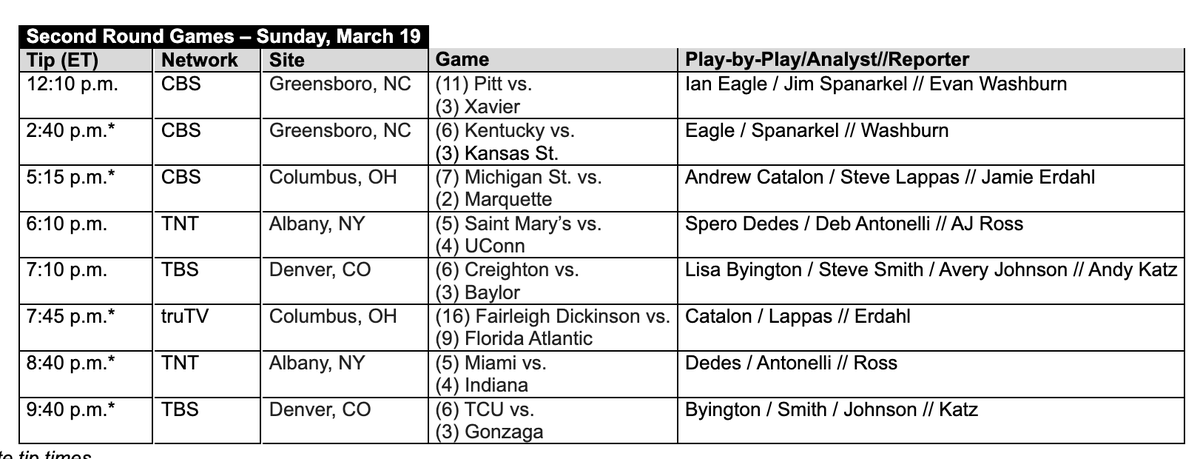 Second Round Games – Sunday, March 19
Tip (ET) Network Site Game Play-by-Play/Analyst//Reporter
12:10 p.m. CBS Greensboro, NC (11) Pitt vs. Ian Eagle / Jim Spanarkel // Evan Washburn
(3) Xavier
2:40 p.m.* CBS Greensboro, NC (6) Kentucky vs. Eagle / Spanarkel // Washburn
(3) Kansas St.
5:15 p.m.* CBS Columbus, OH (7) Michigan St. vs. Andrew Catalon / Steve Lappas // Jamie Erdahl
(2) Marquette
6:10 p.m. TNT Albany, NY (5) Saint Mary’s vs. Spero Dedes / Deb Antonelli // AJ Ross
(4) UConn
7:10 p.m. TBS Denver, CO (6) Creighton vs. Lisa Byington / Steve Smith / Avery Johnson // Andy Katz
(3) Baylor
7:45 p.m.* truTV Columbus, OH (16) Fairleigh Dickinson vs. Catalon / Lappas // Erdahl
(9) Florida Atlantic
8:40 p.m.* TNT Albany, NY (5) Miami vs. Dedes / Antonelli // Ross
(4) Indiana
9:40 p.m.* TBS Denver, CO (6) TCU vs. Byington / Smith / Johnson // Katz
(3) Gonzaga
tip times